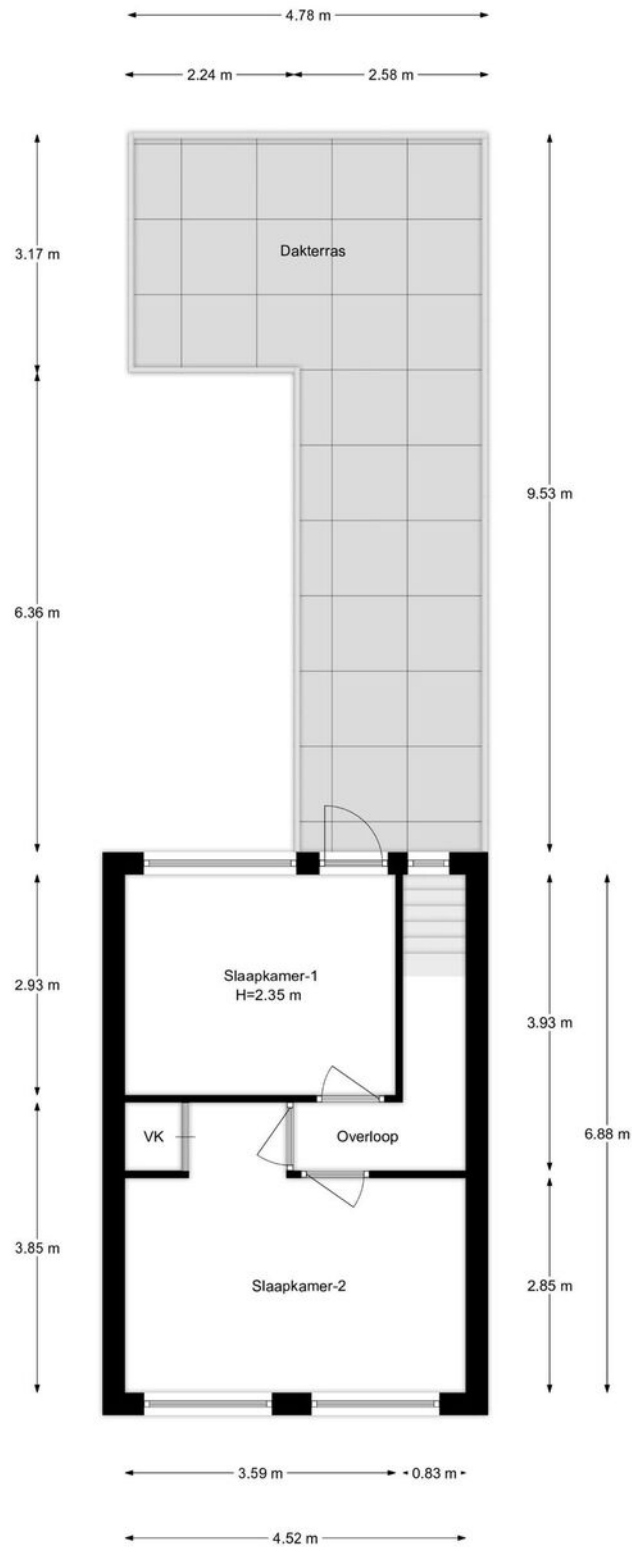 4.78 m
2.24 m
2.58 m
3.17 m
Dakterras
9.53 m
6.36 m
2.93 m
Slaapkamer-1
H=2.35 m
3.93 m
VK
Overloop
6.88 m
3.85 m
Slaapkamer-2
2.85 m
3.59 m
0.83 m
4.52 m